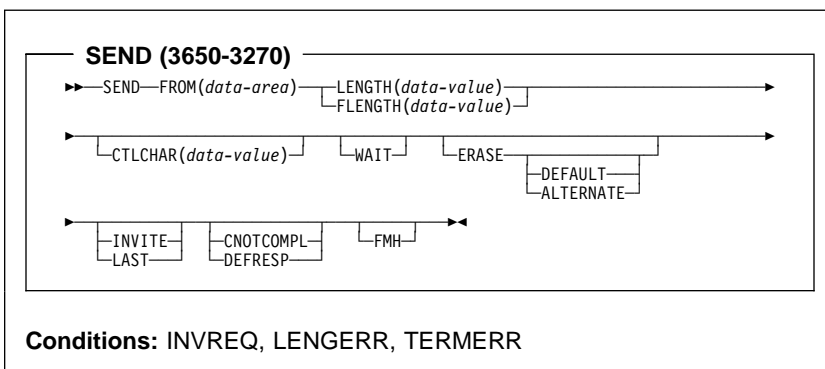 SEND (3650-3270)
SEND FROM(data-area) LENGTH(data-value)
FLENGTH(data-value)
CTLCHAR(data-value) WAIT ERASE
DEFAULT
ALTERNATE
INVITE CNOTCOMPL FMH
LAST DEFRESP
Conditions: INVREQ, LENGERR, TERMERR